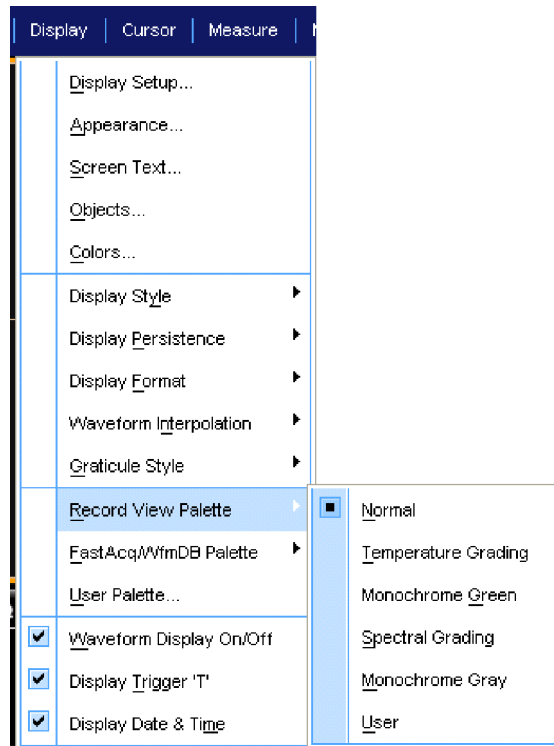 Display Cursor Measure
Display Setup...
Appearance...
Screen Text...
Objects...
Colors...
Display Style
Display Persistence
Display Format
Waveform Interpolation
Graticule Style
Record View Palette
FastAcq/WfmDB Palette
User Palette...
Waveform Display On/Off
Display Trigger 'T'
Display Date & Time
Normal
Temperature Grading
Monochrome Green
Spectral Grading
Monochrome Gray
User